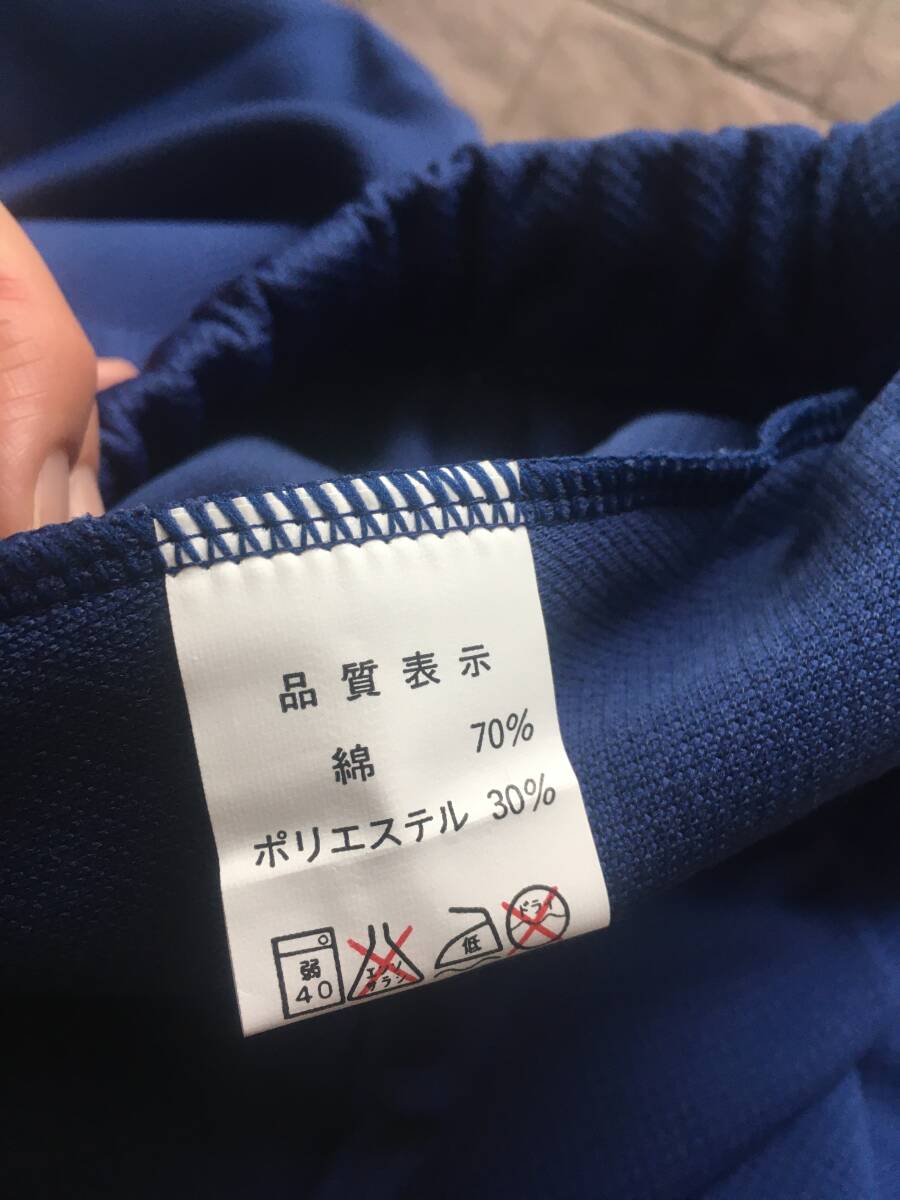 品質表示
綿 70%
ポリエステル 30%
弱
40
エンソ
サラシ
低
ドライ